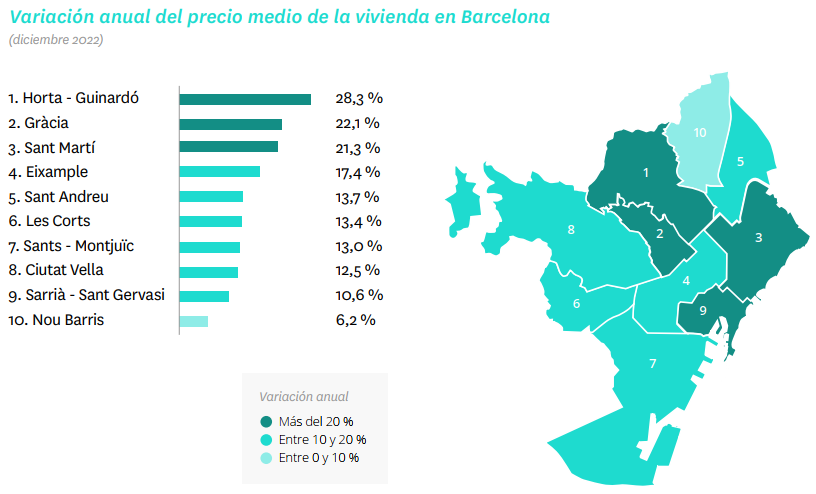 Variación anual del precio medio de la vivienda en Barcelona
(diciembre 2022)
1. Horta - Guinardó 28,3 %
2. Gràcia 22,1 %
3. Sant Martí 21,3 %
4. Eixample 17,4 %
5. Sant Andreu 13,7 %
6. Les Corts 13,4 %
7. Sants - Montjuïc 13,0 %
8. Ciutat Vella 12,5 %
9. Sarrià - Sant Gervasi 10,6 %
10. Nou Barris 6,2 %
10
5
1
8
2
3
4
6
9
7
Variación anual
Más del 20 %
Entre 10 y 20 %
Entre 0 y 10 %